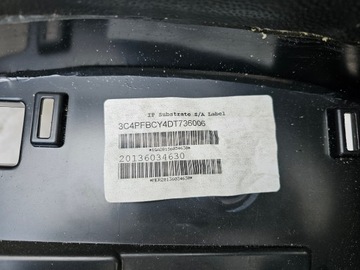 IP Substrate S/A Label
3C4PFBCY4DT736006
20136034630